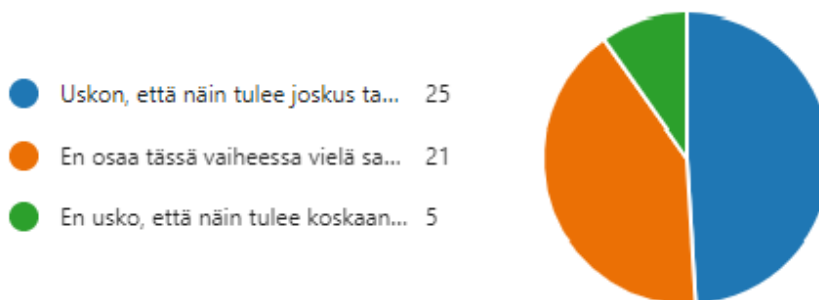 Uskon, että näin tulee joskus ta... 25
En osaa tässä vaiheessa vielä sa... 21
En usko, että näin tulee koskaan... 5